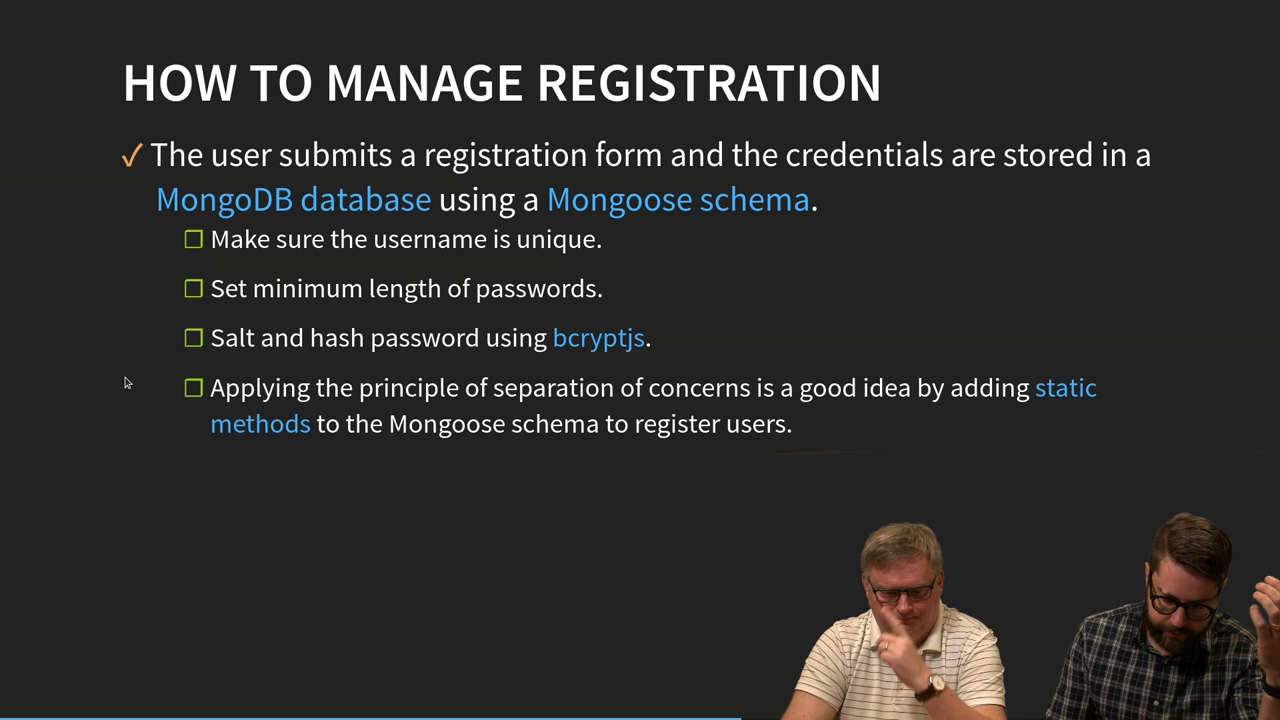 HOW TO MANAGE REGISTRATION
✓ The user submits a registration form and the credentials are stored in a
MongoDB database using a Mongoose schema.
❐ Make sure the username is unique.
❐ Set minimum length of passwords.
❐ Salt and hash password using bcryptjs.
❐ Applying the principle of separation of concerns is a good idea by adding static
methods to the Mongoose schema to register users.